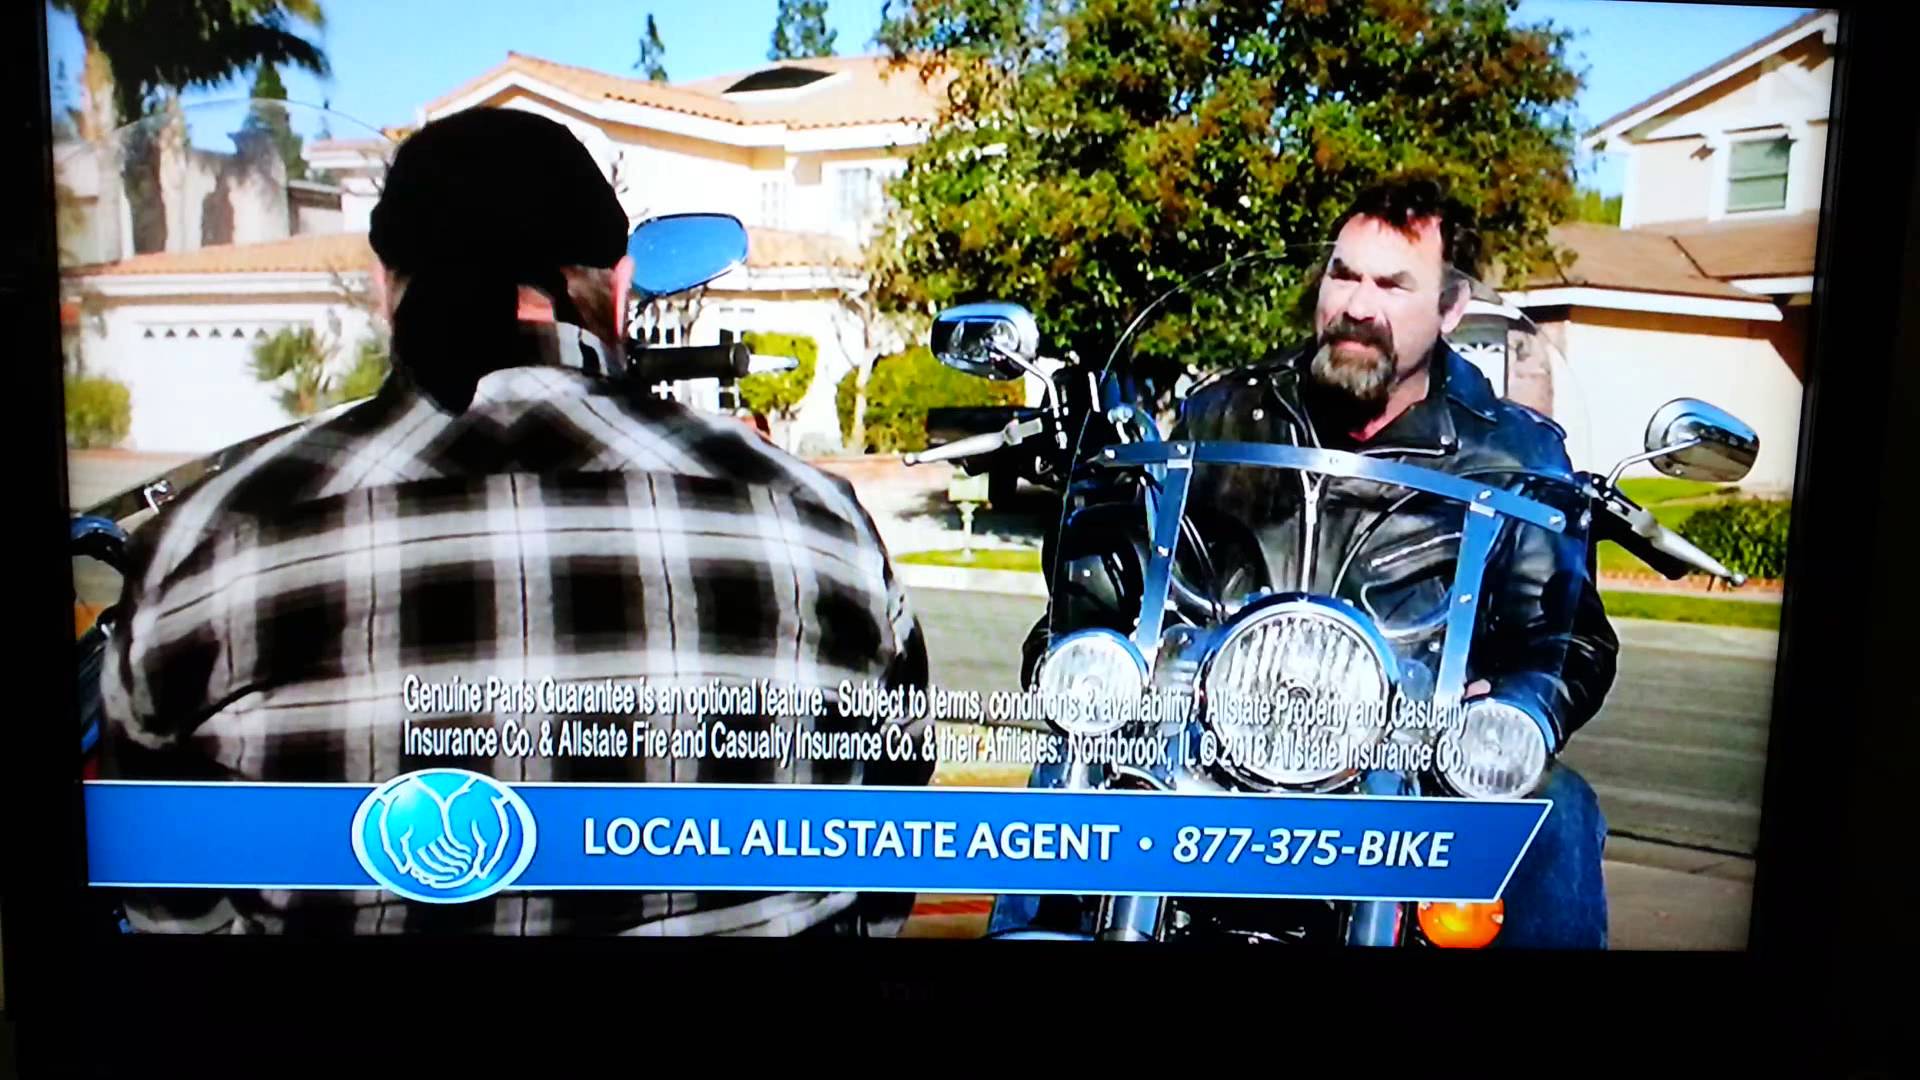 Genuine Parts Guarantee is an optional feature. Subject to terms, conditions & availability. Allstate Property and Casualty
Insurance Co. & Allstate Fire and Casualty Insurance Co. & their Affiliates: Northbrook, IL © 2018 Allstate Insurance Co.
LOCAL ALLSTATE AGENT • 877-375-BIKE